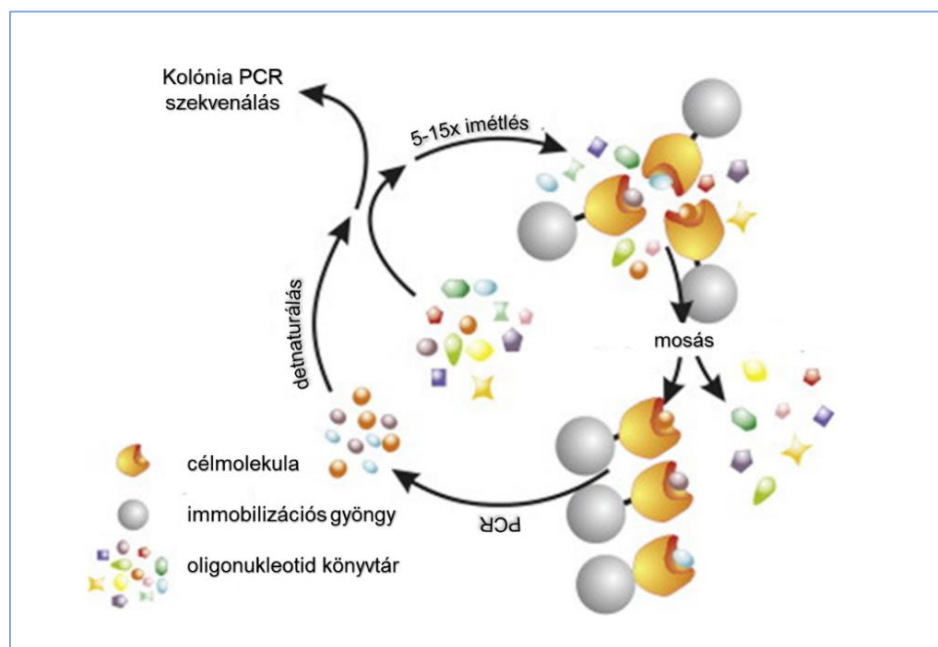 Kolónia PCR
szekvenálás
5-15x imétlés
detnaturálás
mosás
PCR
célmolekula
immobilizációs gyöngy
oligonukleotid könyvtár